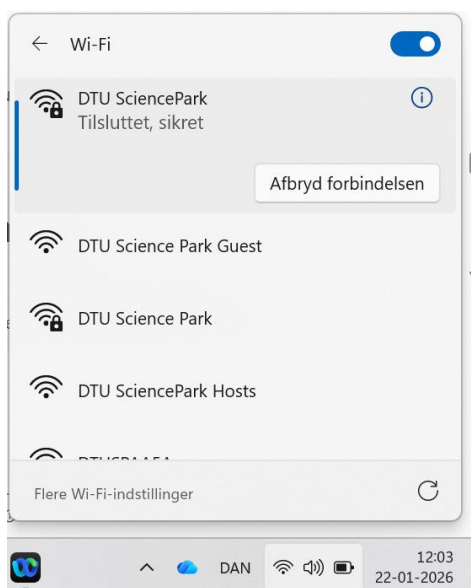 Wi-Fi
DTU SciencePark
Tilsluttet, sikret
Afbryd forbindelsen
DTU Science Park Guest
DTU Science Park
DTU SciencePark Hosts
Flere Wi-Fi-indstillinger
DAN
12:03
22-01-2026